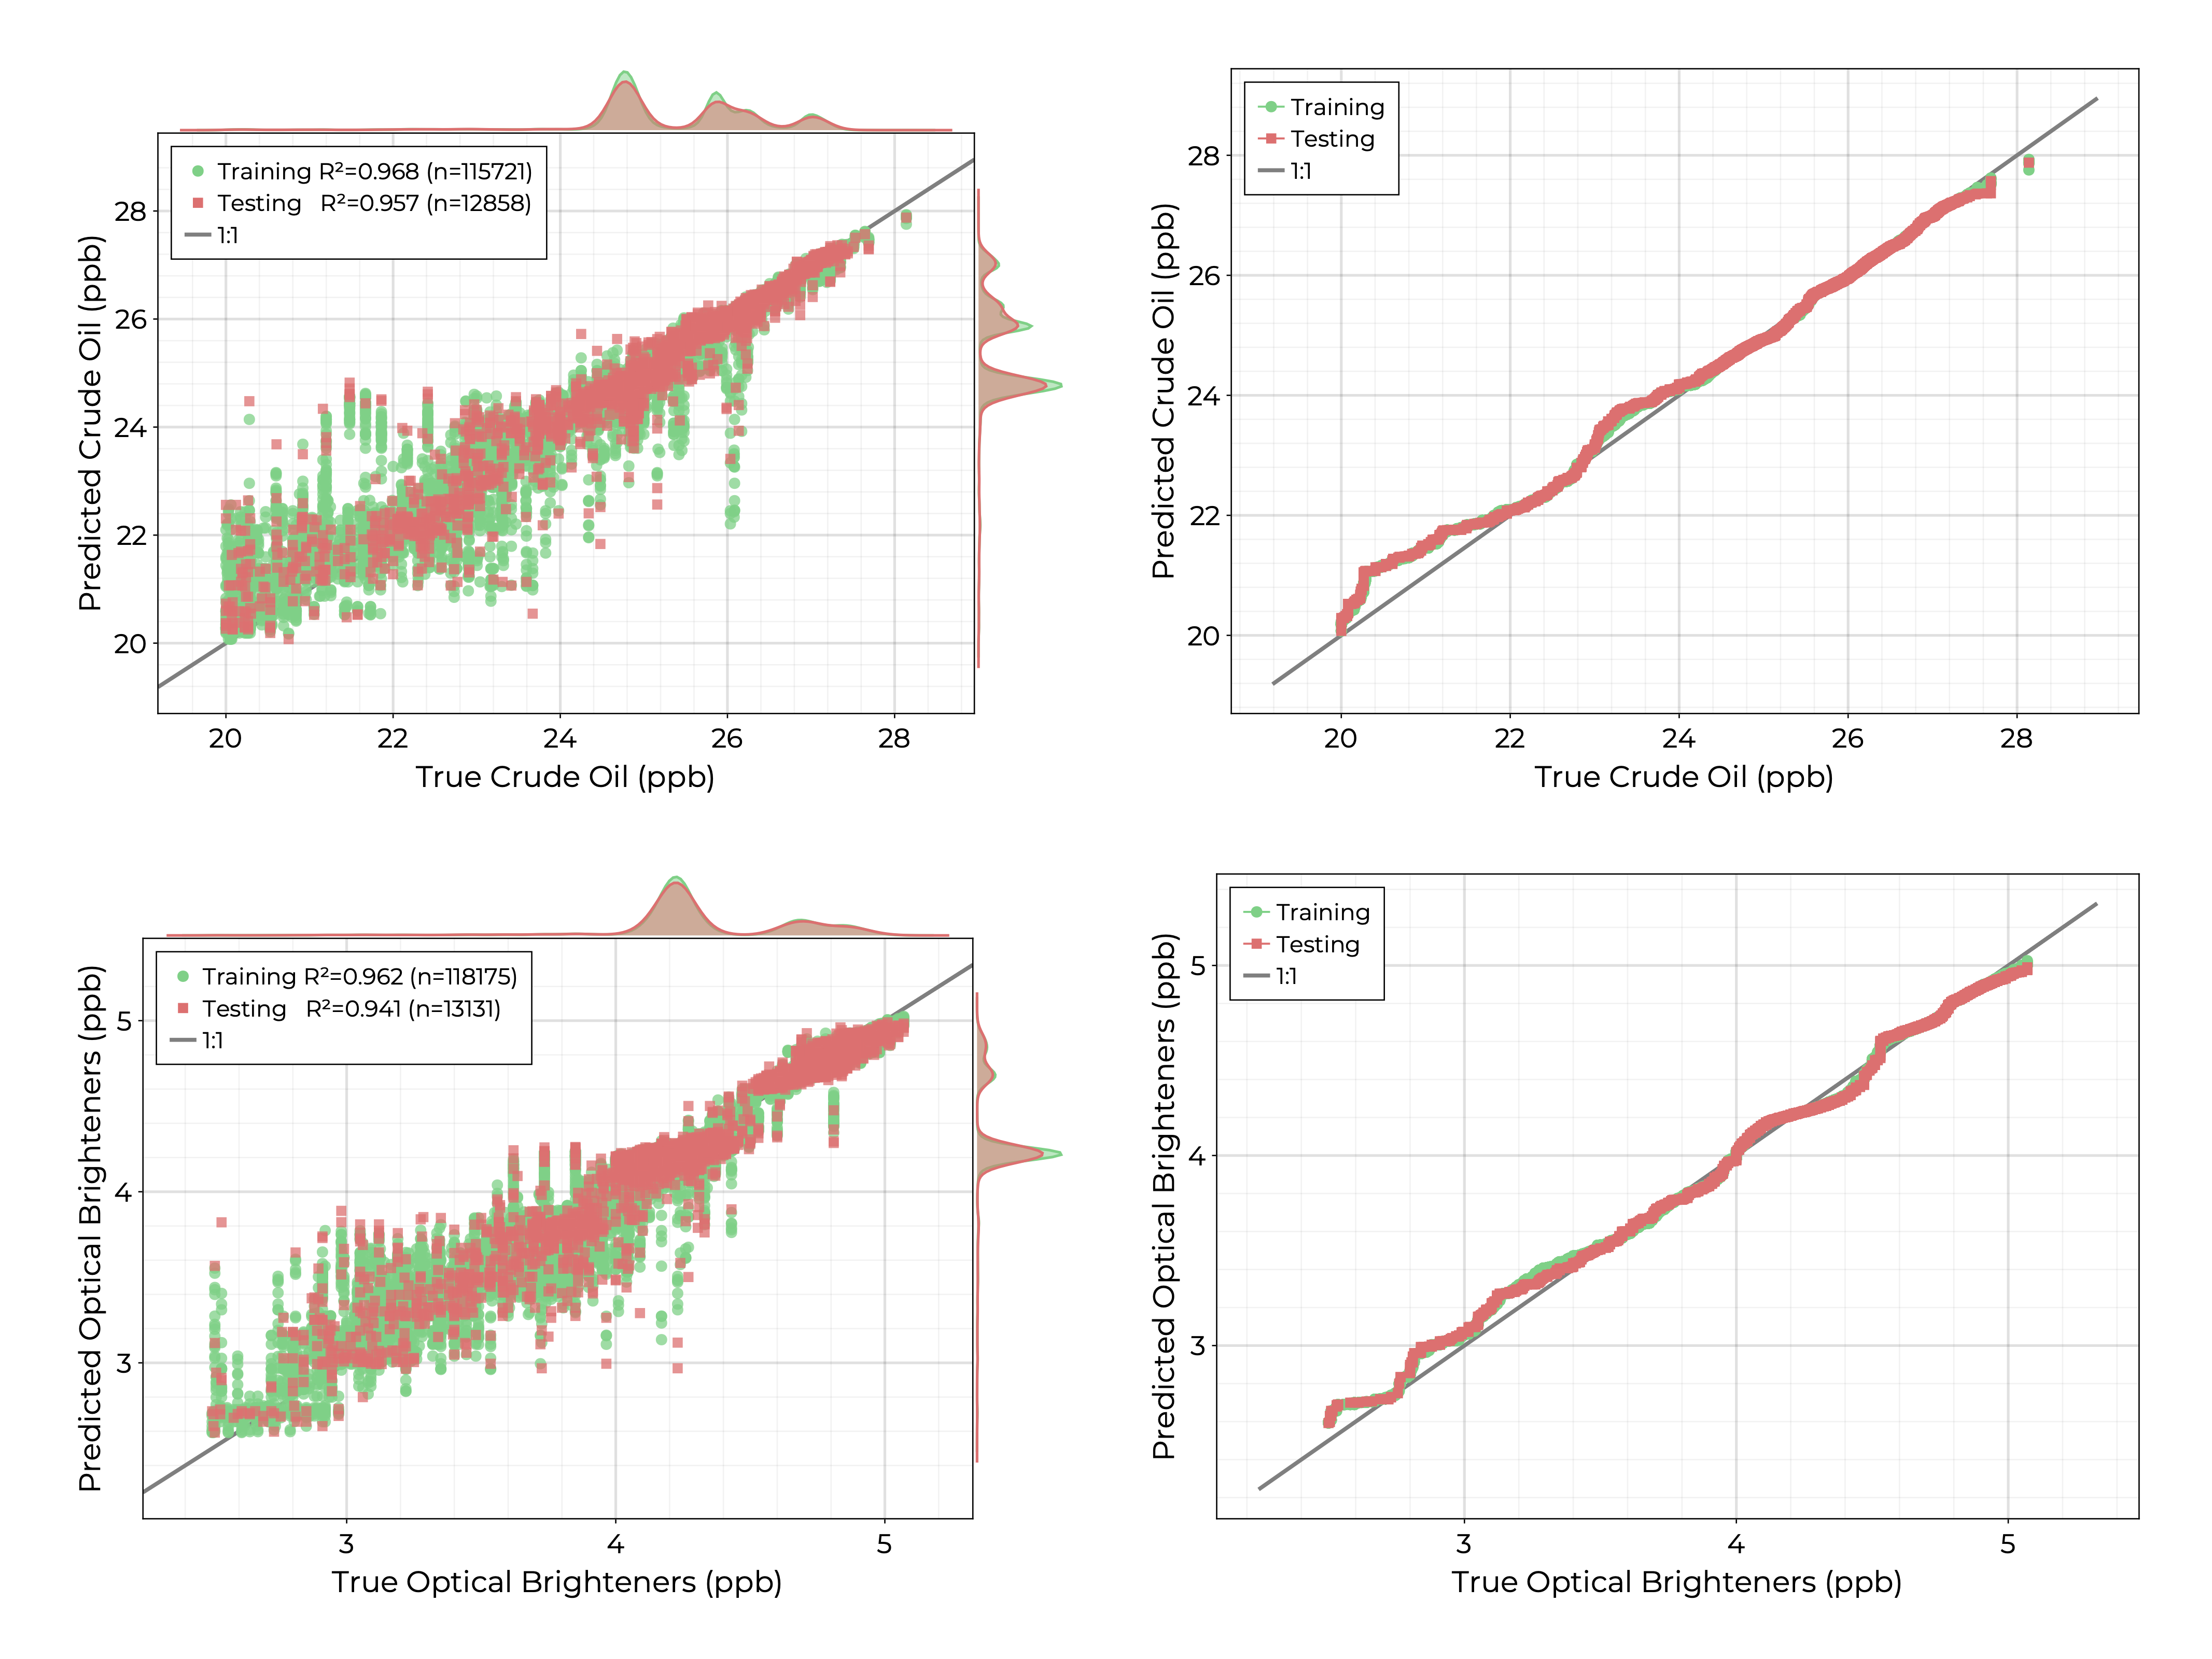 Training R²=0.968 (n=115721)
Testing R²=0.957 (n=12858)
1:1
28
26
24
22
20
Predicted Crude Oil (ppb)
20 22 24 26 28
True Crude Oil (ppb)
Training
Testing
1:1
28
26
24
22
20
Predicted Crude Oil (ppb)
20 22 24 26 28
True Crude Oil (ppb)
Training R²=0.962 (n=118175)
Testing R²=0.941 (n=13131)
1:1
5
4
3
Predicted Optical Brighteners (ppb)
3 4 5
True Optical Brighteners (ppb)
Training
Testing
1:1
5
4
3
Predicted Optical Brighteners (ppb)
3 4 5
True Optical Brighteners (ppb)